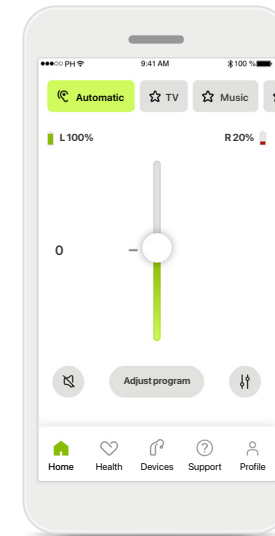 ●●●○○ PH 9:41 AM 100 %
Automatic TV Music
L 100% R 20%
0
Adjust program
Home Health Devices Support Profile